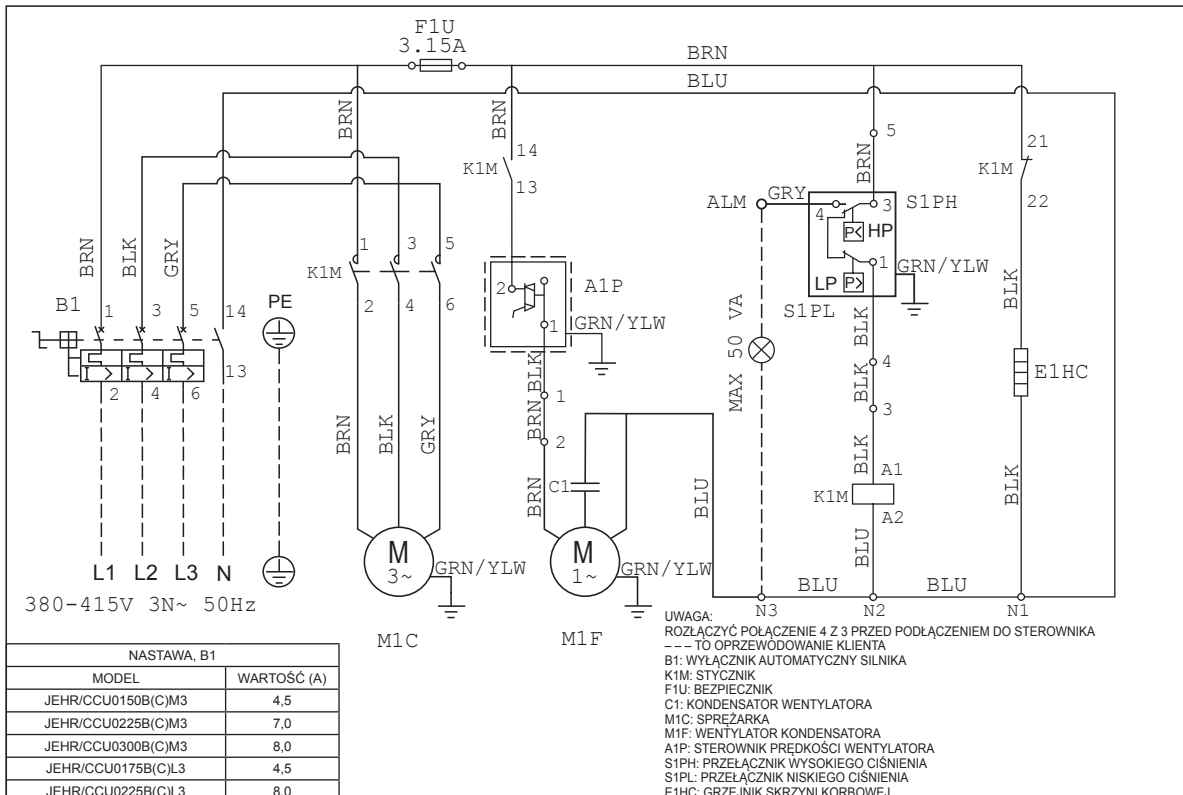 F1U
3.15A
BRN
BLU
BRN
BRN
5
14
K1M
13
21
K1M
22
BRN
ALM
GRY
4
3
S1PH
P<
HP
1
LP
P>
S1PL
GRN/YLW
BRN
BLK
GRY
1
3
5
K1M
2
4
6
2
A1P
1
GRN/YLW
B1
1
3
5
14
PE
I > I > I >
2
4
6
13
MAX 50 VA
BLK
4
BLK
3
BLK
BLK
E1HC
BLK
BLK
1
BRN
2
BRN
BRN
BLK
GRY
C1
BLU
A1
K1M
A2
BLU
L1 L2 L3 N
380-415V 3N~ 50Hz
M
3~
GRN/YLW
M1C
M
1~
GRN/YLW
M1F
BLU
BLU
N3
N2
N1
UWAGA:
ROZŁĄCZYĆ POŁĄCZENIE 4 Z 3 PRZED PODŁĄCZENIEM DO STEROWNIKA
– – – TO OPRZEWODOWANIE KLIENTA
B1: WYŁĄCZNIK AUTOMATYCZNY SILNIKA
K1M: STYCZNIK
F1U: BEZPIECZNIK
C1: KONDENSATOR WENTYLATORA
M1C: SPRĘŻARKA
M1F: WENTYLATOR KONDENSATORA
A1P: STEROWNIK PRĘDKOŚCI WENTYLATORA
S1PH: PRZEŁĄCZNIK WYSOKIEGO CIŚNIENIA
S1PL: PRZEŁĄCZNIK NISKIEGO CIŚNIENIA
E1HC: GRZEJNIK SKRZYNI KORBOWEJ
NASTAWA, B1
MODEL WARTOŚĆ (A)
JEHR/CCU0150B(C)M3 4,5
JEHR/CCU0225B(C)M3 7,0
JEHR/CCU0300B(C)M3 8,0
JEHR/CCU0175B(C)L3 4,5
JEHR/CCU0225B(C)L3 8,0